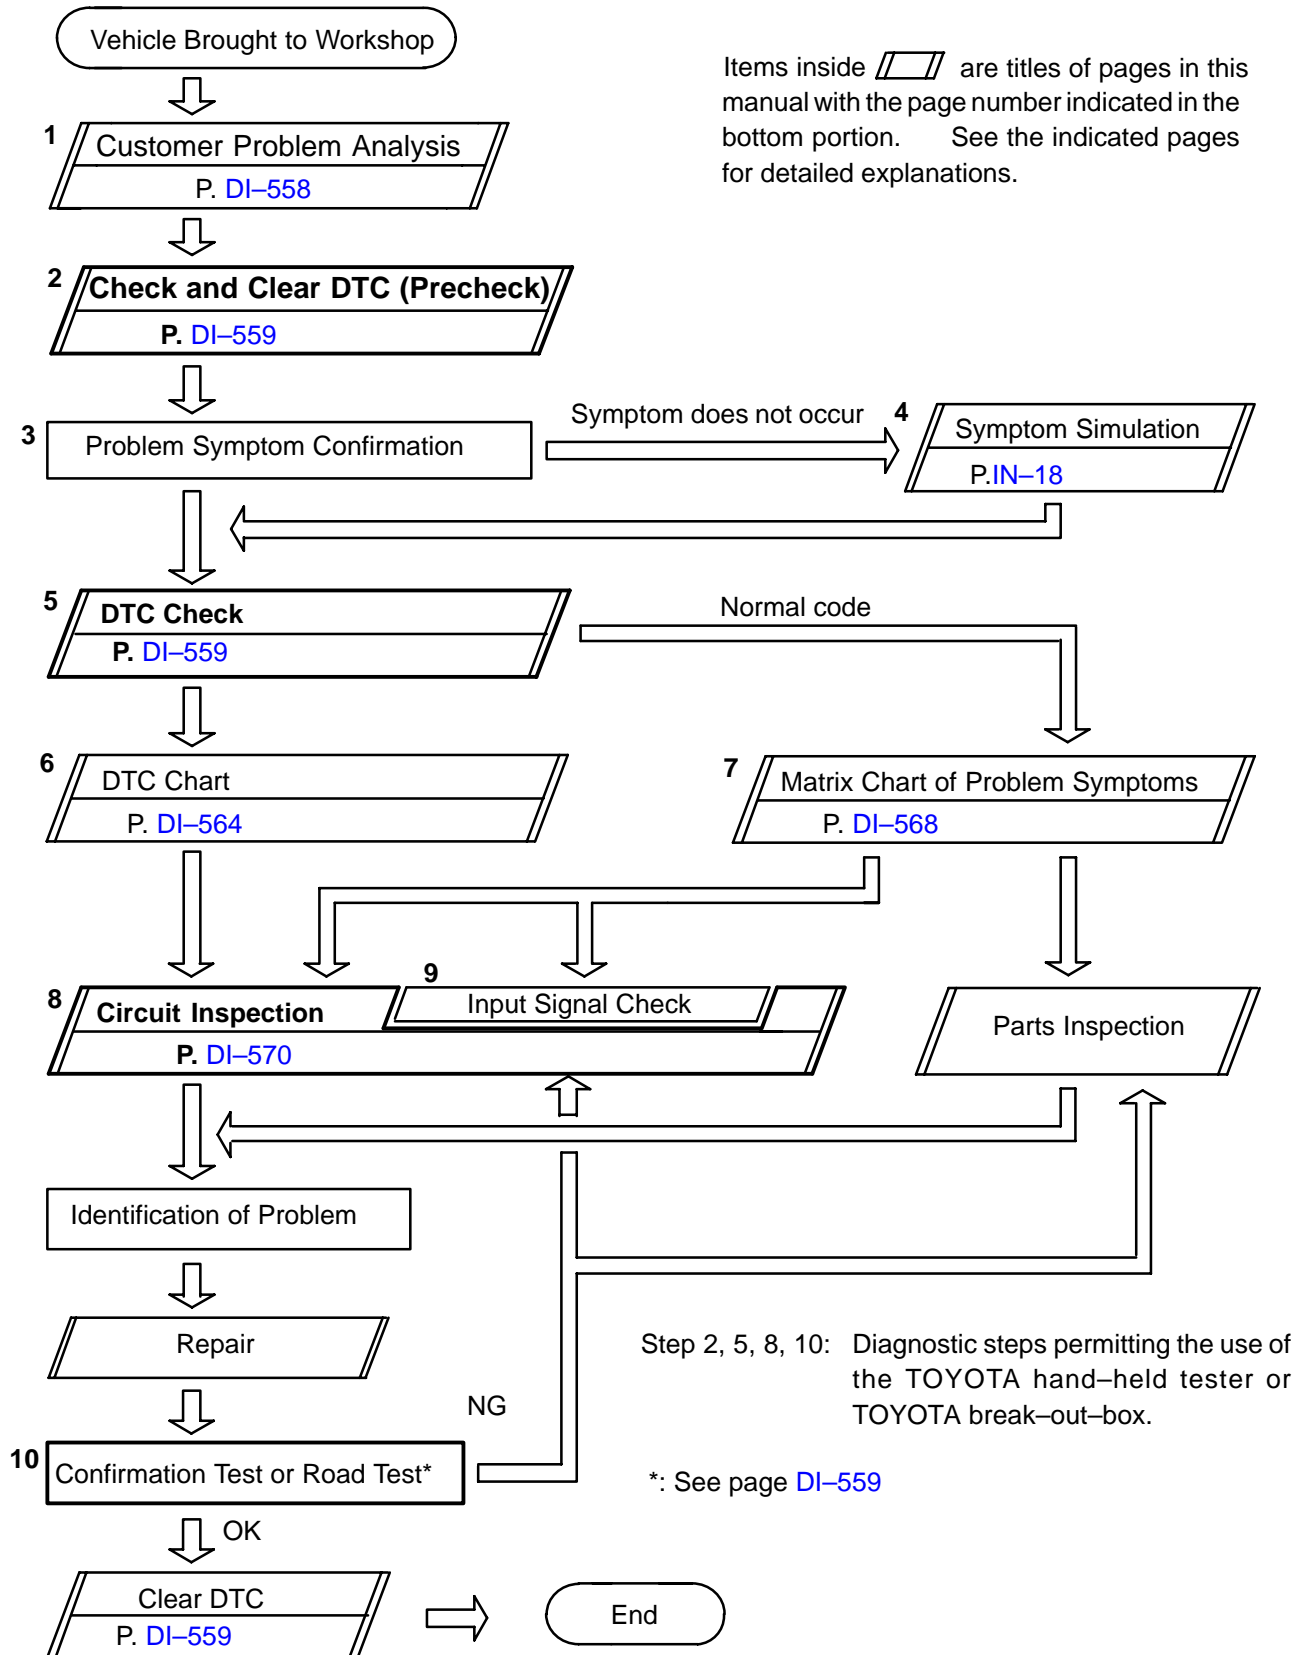 Vehicle Brought to Workshop
Items inside are titles of pages in this
manual with the page number indicated in the
bottom portion. See the indicated pages
for detailed explanations.
1
Customer Problem Analysis
P. DI–558
2
Check and Clear DTC (Precheck)
P. DI–559
3
Problem Symptom Confirmation
Symptom does not occur
4
Symptom Simulation
P.IN–18
5
DTC Check
P. DI–559
Normal code
6
DTC Chart
P. DI–564
7
Matrix Chart of Problem Symptoms
P. DI–568
8
Circuit Inspection
P. DI–570
9
Input Signal Check
Parts Inspection
Identification of Problem
Repair
Step 2, 5, 8, 10: Diagnostic steps permitting the use of
the TOYOTA hand–held tester or
TOYOTA break–out–box.
NG
10
Confirmation Test or Road Test*
*: See page DI–559
OK
Clear DTC
P. DI–559
End